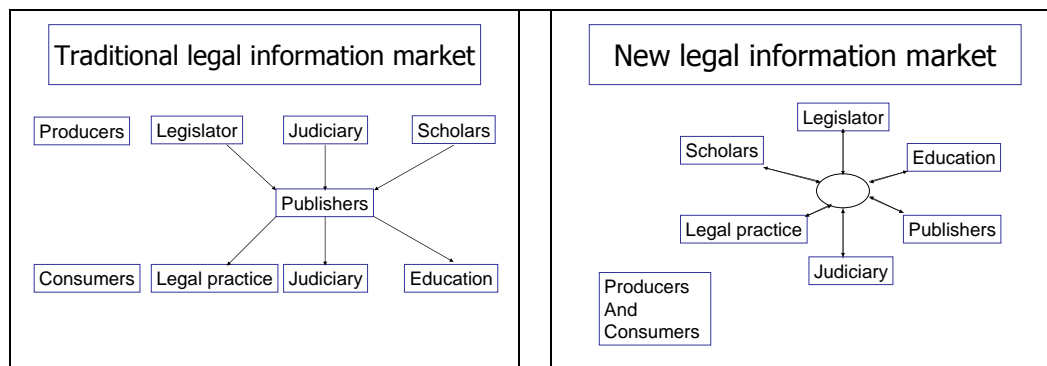 Traditional legal information market
Producers
Legislator
Judiciary
Scholars
Publishers
Consumers
Legal practice
Judiciary
Education
New legal information market
Legislator
Scholars
Education
Legal practice
Publishers
Judiciary
Producers
And
Consumers